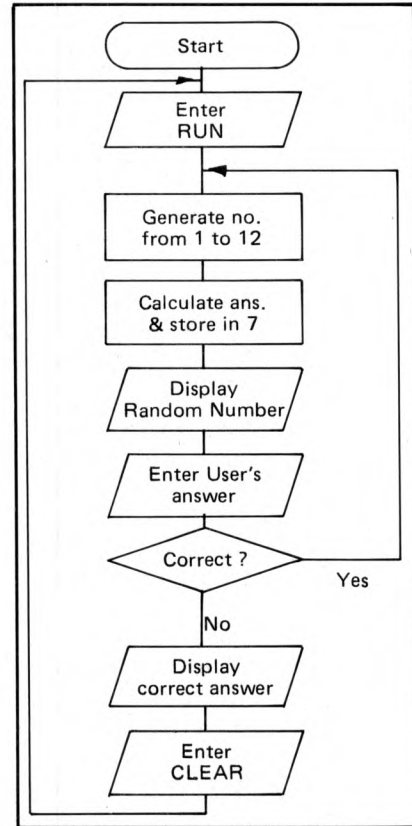 Start
Enter
RUN
Generate no.
from 1 to 12
Calculate ans.
& store in 7
Display
Random Number
Enter User's
answer
Correct ?
Yes
No
Display
correct answer
Enter
CLEAR